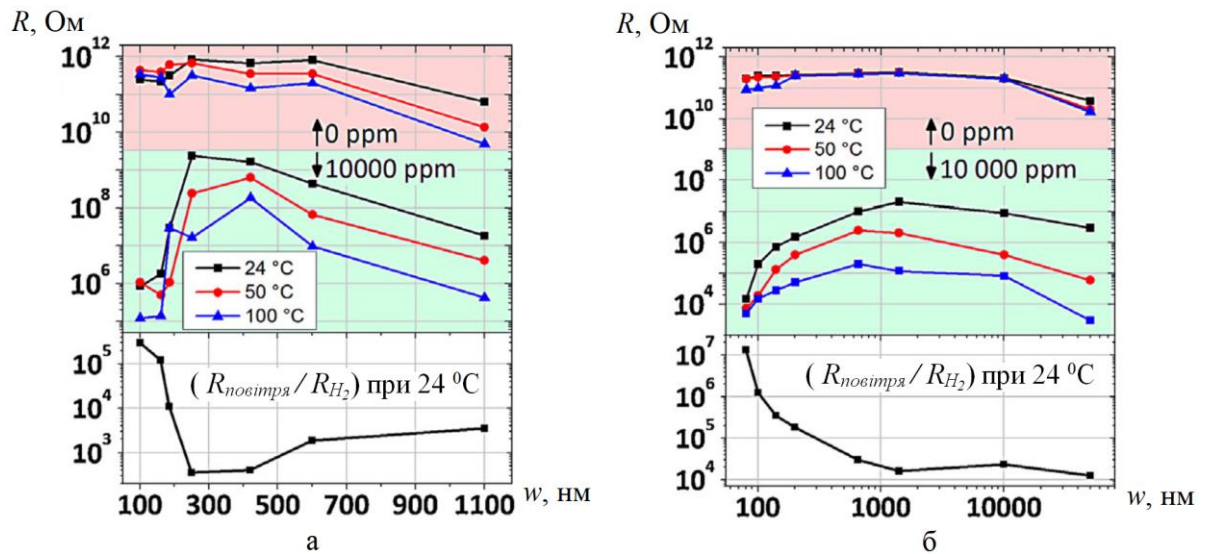 R, Ом
10¹²
10¹⁰
10⁸
10⁶
10⁵
10⁴
10³
0 ppm
10000 ppm
24 °C
50 °C
100 °C
(R_повітря / R_H₂) при 24 ⁰C
100 300 500 700 900 1100
w, нм
а
R, Ом
10¹²
10¹⁰
10⁸
10⁶
10⁴
10⁷
10⁶
10⁵
10⁴
24 °C
50 °C
100 °C
0 ppm
10 000 ppm
(R_повітря / R_H₂) при 24 ⁰C
100 1000 10000
w, нм
б